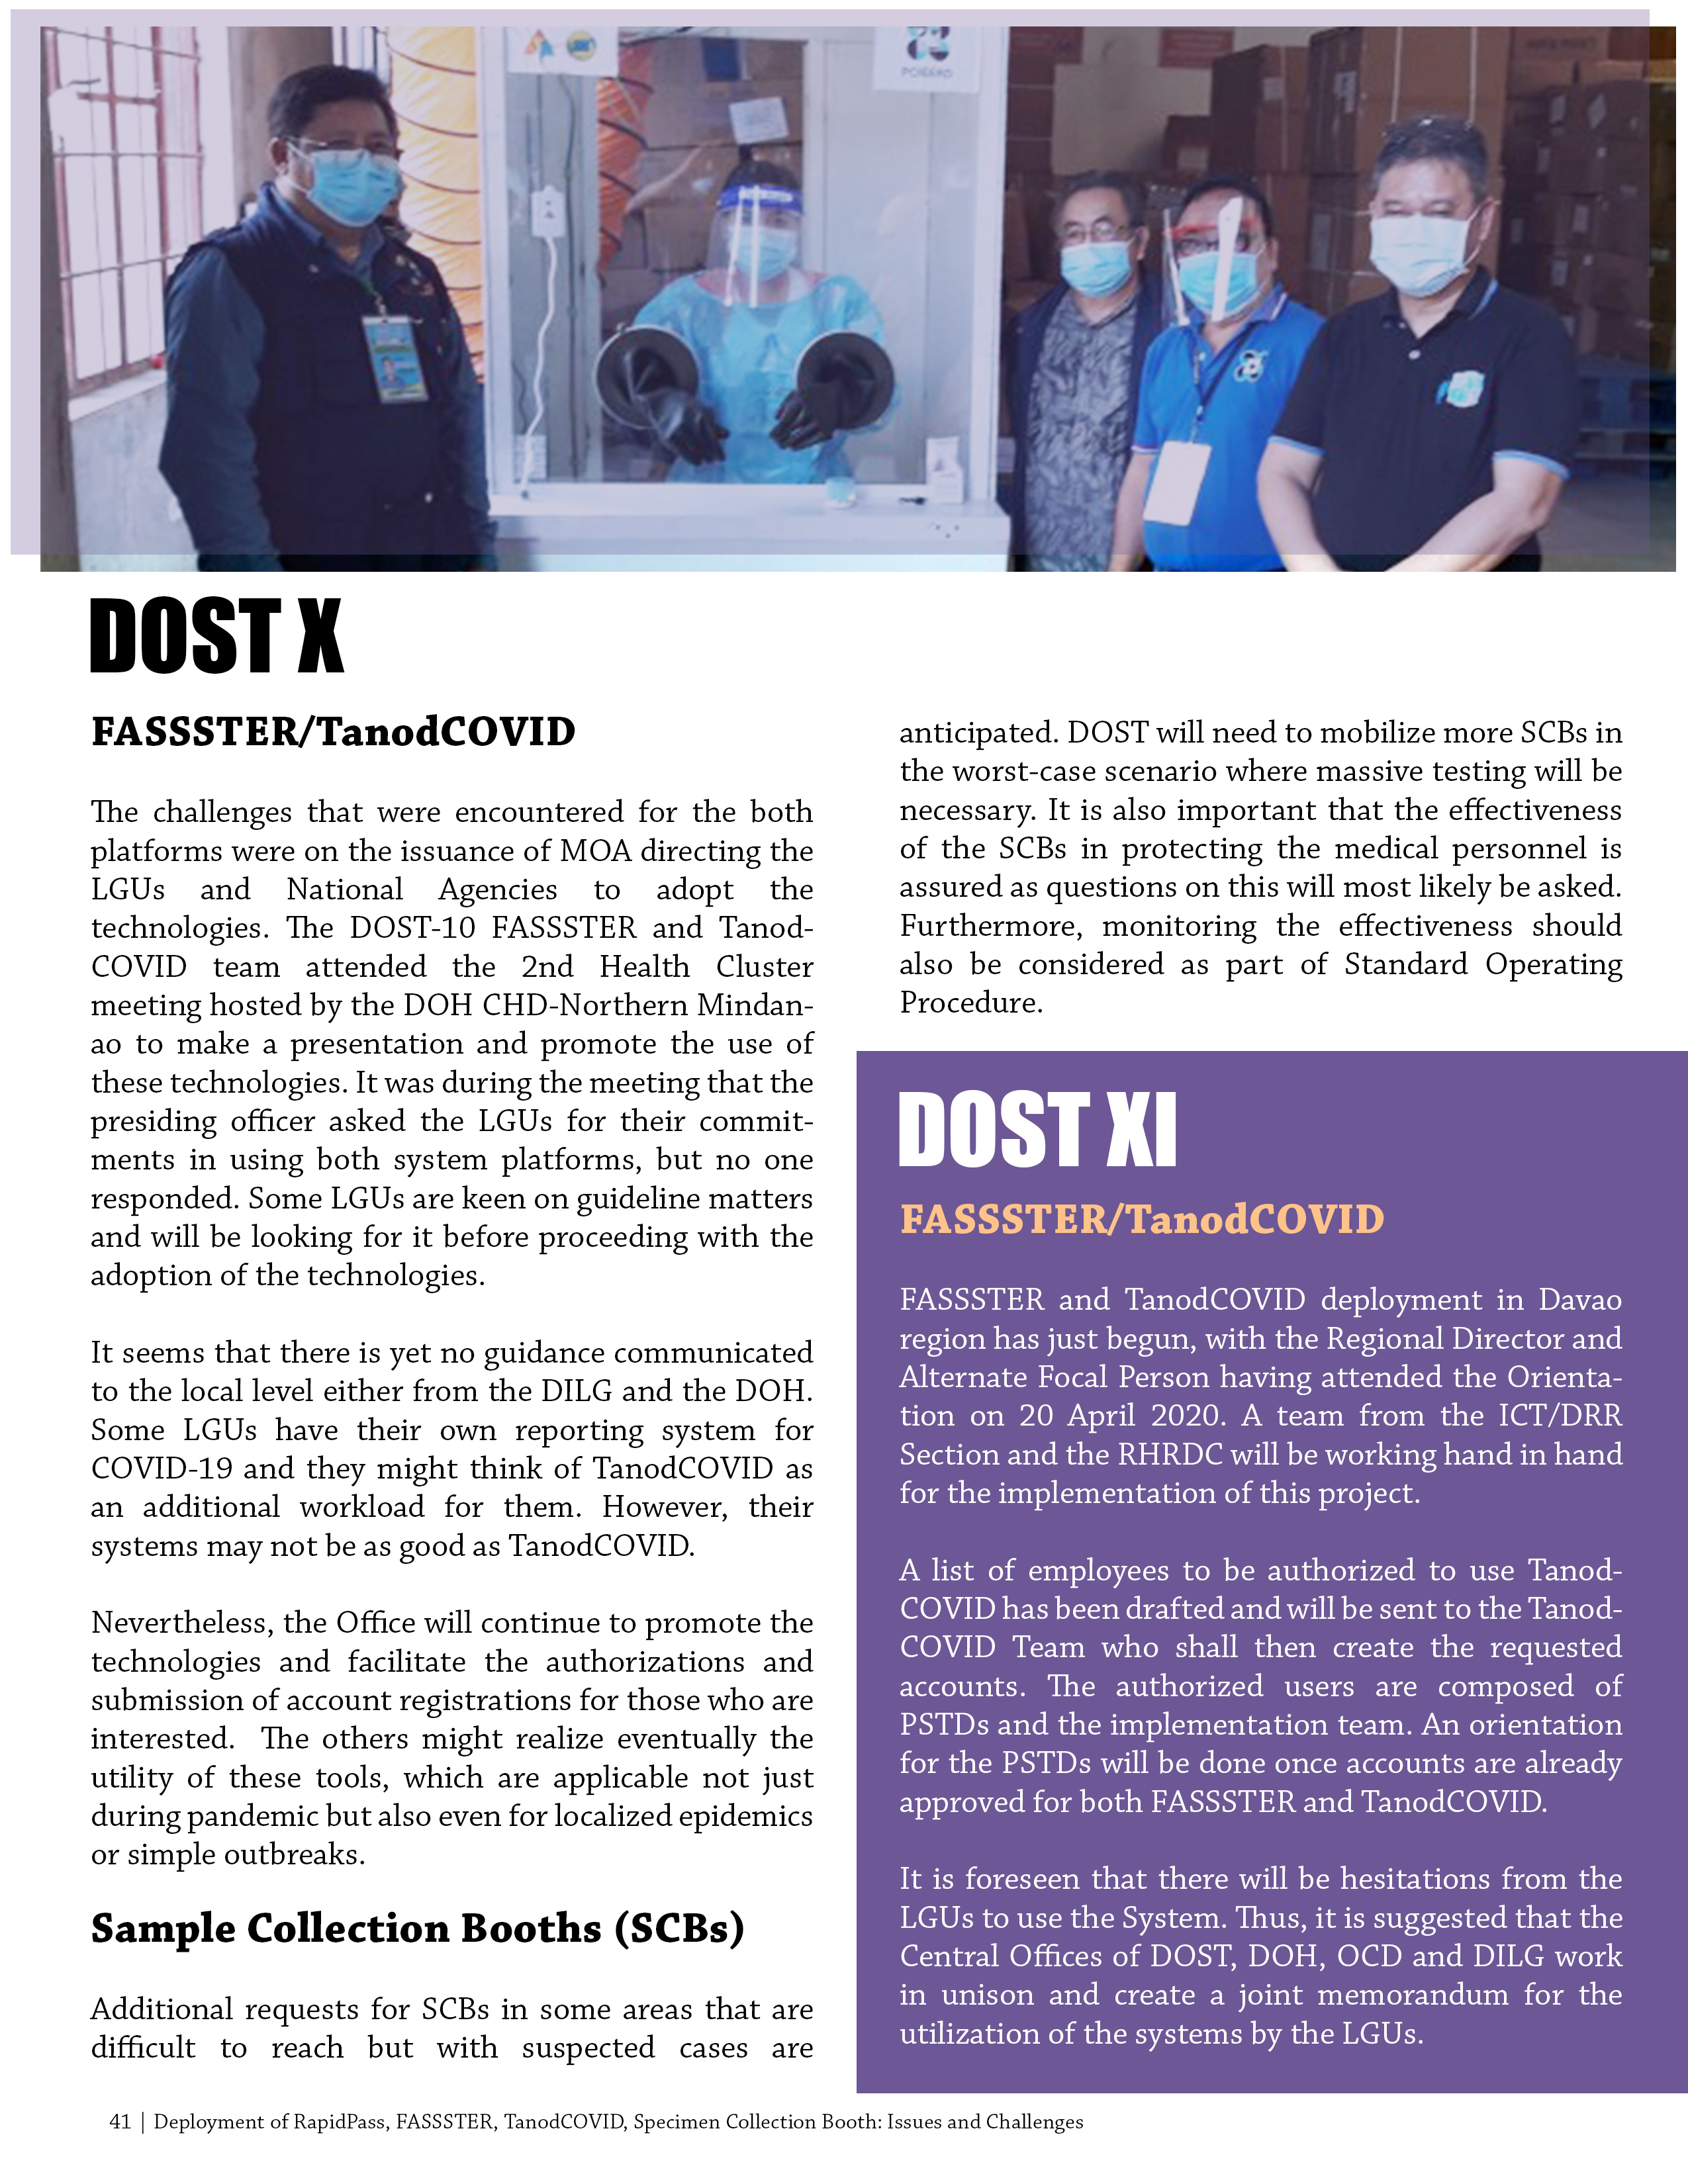 PCIEERD
DOST X
FASSSTER/TanodCOVID
The challenges that were encountered for the both
platforms were on the issuance of MOA directing the
LGUs and National Agencies to adopt the
technologies. The DOST-10 FASSSTER and Tanod-
COVID team attended the 2nd Health Cluster
meeting hosted by the DOH CHD-Northern Mindan-
ao to make a presentation and promote the use of
these technologies. It was during the meeting that the
presiding officer asked the LGUs for their commit-
ments in using both system platforms, but no one
responded. Some LGUs are keen on guideline matters
and will be looking for it before proceeding with the
adoption of the technologies.
It seems that there is yet no guidance communicated
to the local level either from the DILG and the DOH.
Some LGUs have their own reporting system for
COVID-19 and they might think of TanodCOVID as
an additional workload for them. However, their
systems may not be as good as TanodCOVID.
Nevertheless, the Office will continue to promote the
technologies and facilitate the authorizations and
submission of account registrations for those who are
interested. The others might realize eventually the
utility of these tools, which are applicable not just
during pandemic but also even for localized epidemics
or simple outbreaks.
Sample Collection Booths (SCBs)
Additional requests for SCBs in some areas that are
difficult to reach but with suspected cases are
anticipated. DOST will need to mobilize more SCBs in
the worst-case scenario where massive testing will be
necessary. It is also important that the effectiveness
of the SCBs in protecting the medical personnel is
assured as questions on this will most likely be asked.
Furthermore, monitoring the effectiveness should
also be considered as part of Standard Operating
Procedure.
DOST XI
FASSSTER/TanodCOVID
FASSSTER and TanodCOVID deployment in Davao
region has just begun, with the Regional Director and
Alternate Focal Person having attended the Orienta-
tion on 20 April 2020. A team from the ICT/DRR
Section and the RHRDC will be working hand in hand
for the implementation of this project.
A list of employees to be authorized to use Tanod-
COVID has been drafted and will be sent to the Tanod-
COVID Team who shall then create the requested
accounts. The authorized users are composed of
PSTDs and the implementation team. An orientation
for the PSTDs will be done once accounts are already
approved for both FASSSTER and TanodCOVID.
It is foreseen that there will be hesitations from the
LGUs to use the System. Thus, it is suggested that the
Central Offices of DOST, DOH, OCD and DILG work
in unison and create a joint memorandum for the
utilization of the systems by the LGUs.
41 | Deployment of RapidPass, FASSSTER, TanodCOVID, Specimen Collection Booth: Issues and Challenges